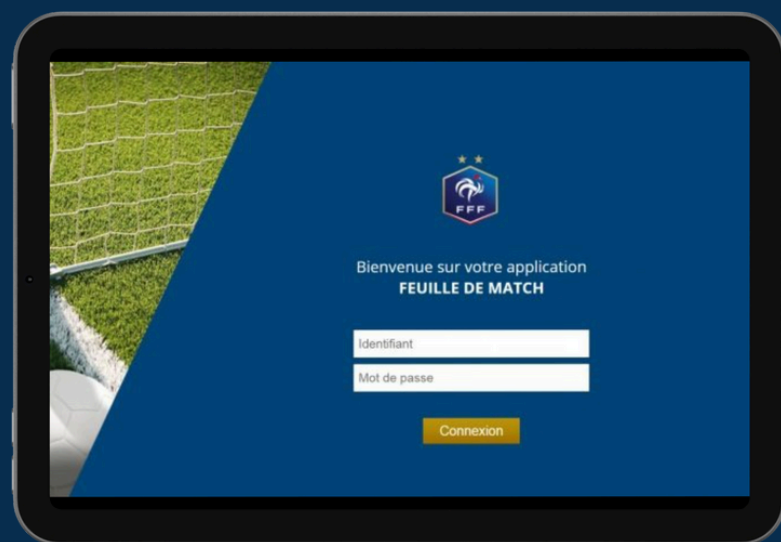 FFF
Bienvenue sur votre application
FEUILLE DE MATCH
Identifiant
Mot de passe
Connexion